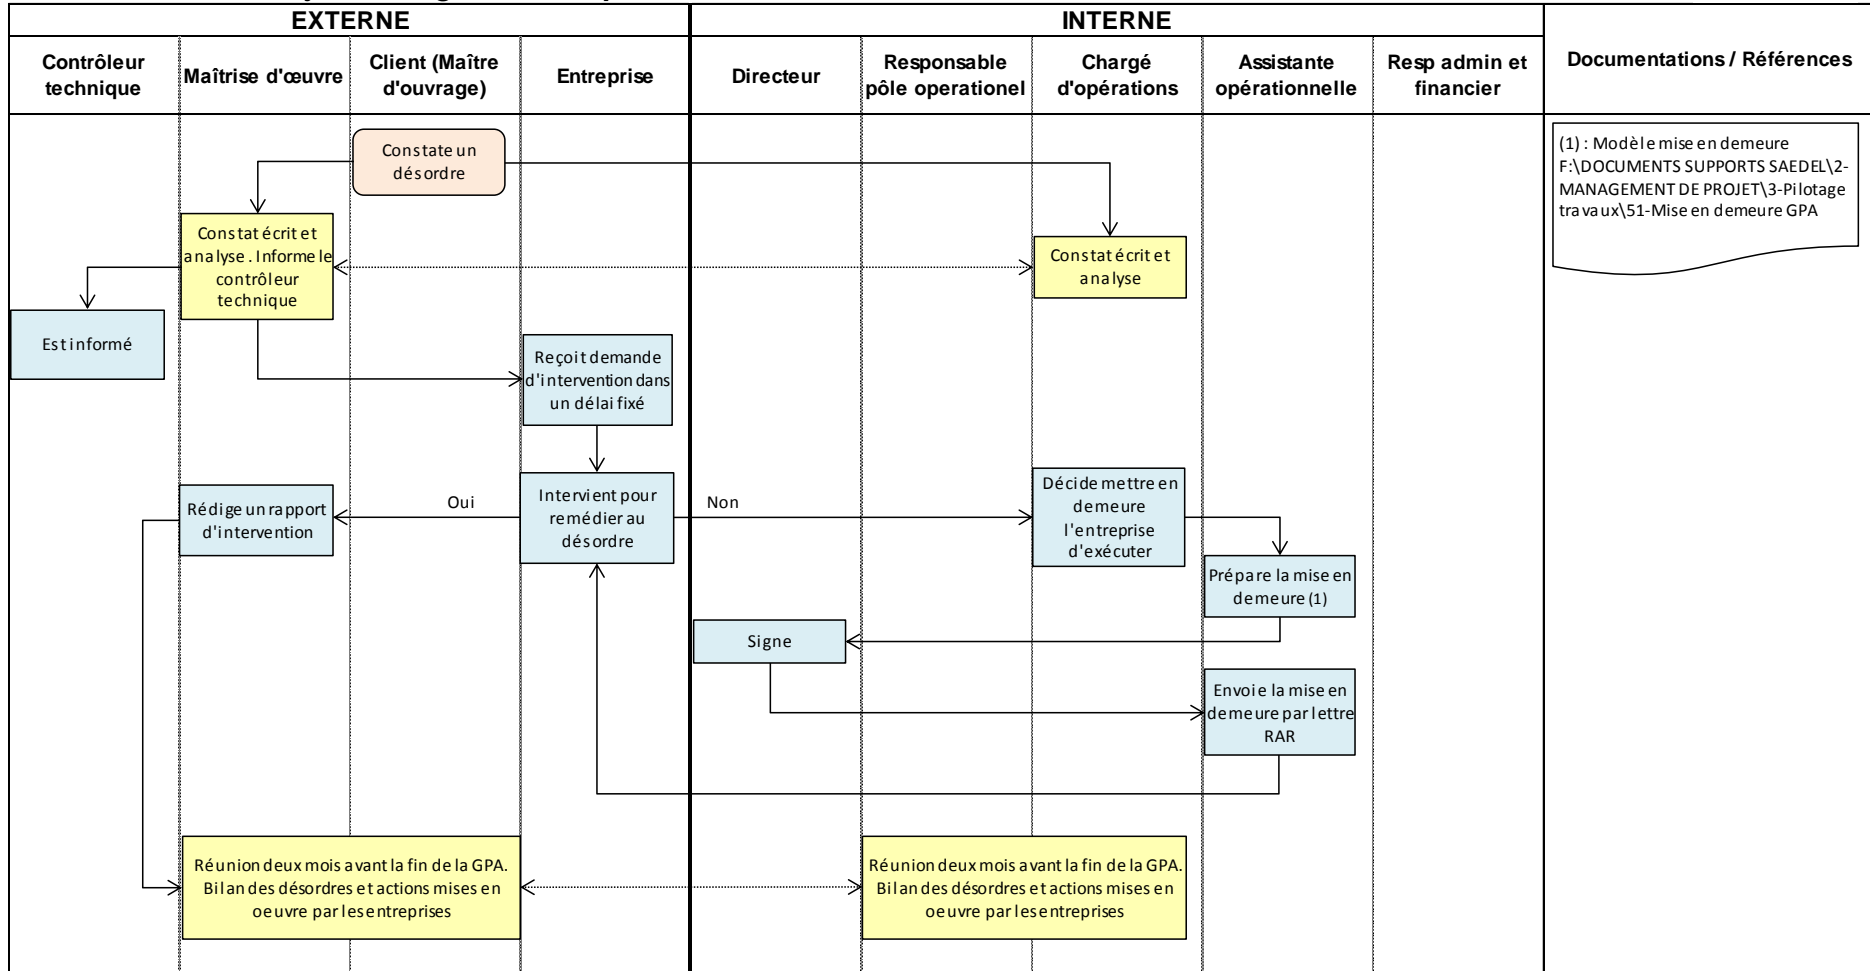 EXTERNE
INTERNE
Contrôleur
technique
Maîtrise d'œuvre
Client (Maître
d'ouvrage)
Entreprise
Directeur
Responsable
pôle operationel
Chargé
d'opérations
Assistante
opérationnelle
Resp admin et
financier
Documentations / Références
Constate un
désordre
(1) : Modèle mise en demeure
F:\DOCUMENTS SUPPORTS SAEDEL\2-
MANAGEMENT DE PROJET\3-Pilotage
travaux\51-Mise en demeure GPA
Constat écrit et
analyse . Informe le
contrôleur
technique
Constat écrit et
analyse
Est informé
Reçoit demande
d'intervention dans
un délai fixé
Rédige un rapport
d'intervention
Oui
Intervient pour
remédier au
désordre
Non
Décide mettre en
demeure
l'entreprise
d'exécuter
Prépare la mise en
demeure (1)
Signe
Envoie la mise en
demeure par lettre
RAR
Réunion deux mois avant la fin de la GPA.
Bilan des désordres et actions mises en
oeuvre par les entreprises
Réunion deux mois avant la fin de la GPA.
Bilan des désordres et actions mises en
oeuvre par les entreprises